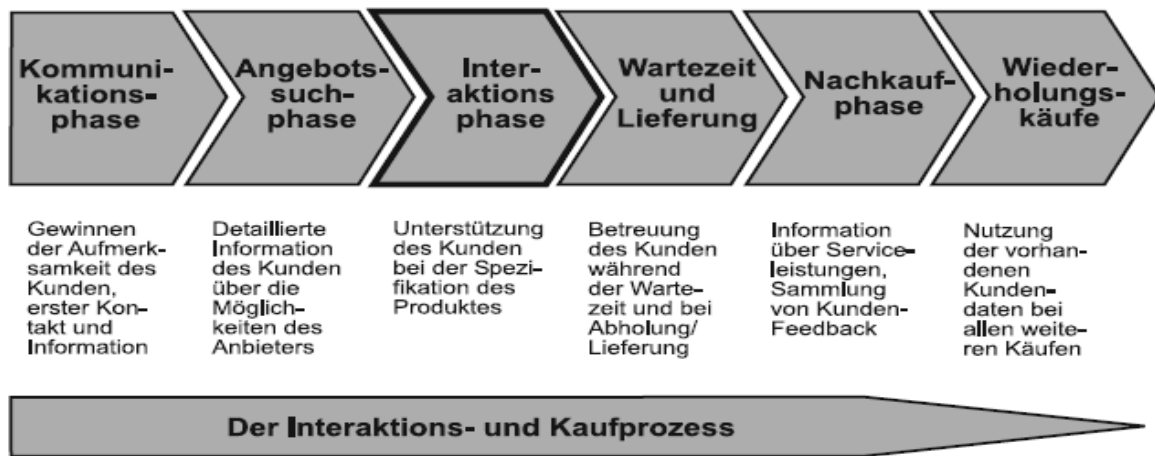 Kommuni-
kations-
phase
Angebots-
such-
phase
Inter-
aktions
phase
Wartezeit
und
Lieferung
Nachkauf-
phase
Wieder-
holungs-
käufe
Gewinnen
der Aufmerk-
samkeit des
Kunden,
erster Kon-
takt und
Information
Detaillierte
Information
des Kunden
über die
Möglich-
keiten des
Anbieters
Unterstützung
des Kunden
bei der Spezi-
fikation des
Produktes
Betreuung
des Kunden
während
der Warte-
zeit und bei
Abholung/
Lieferung
Information
über Service-
leistungen,
Sammlung
von Kunden-
Feedback
Nutzung
der vorhan-
denen
Kunden-
daten bei
allen weite-
ren Käufen
Der Interaktions- und Kaufprozess